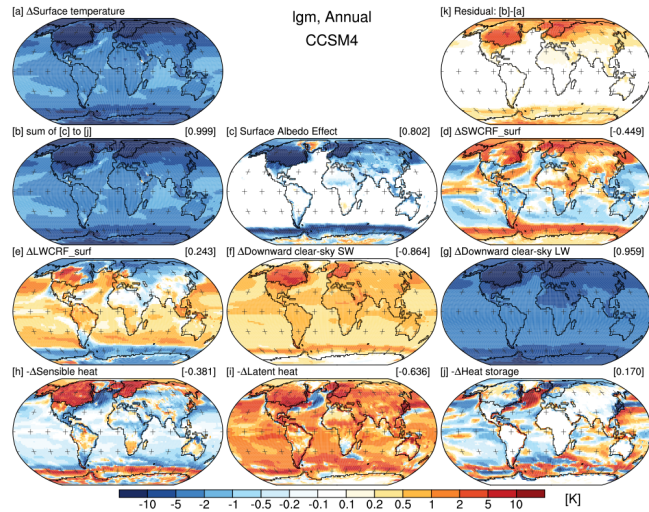 [a] ΔSurface temperature
lgm, Annual
CCSM4
[k] Residual: [b]-[a]
[b] sum of [c] to [j] [0.999]
[c] Surface Albedo Effect [0.802]
[d] ΔSWCRF_surf [-0.449]
[e] ΔLWCRF_surf [0.243]
[f] ΔDownward clear-sky SW [-0.864]
[g] ΔDownward clear-sky LW [0.959]
[h] -ΔSensible heat [-0.381]
[i] -ΔLatent heat [-0.636]
[j] -ΔHeat storage [0.170]
-10 -5 -2 -1 -0.5 -0.2 -0.1 0.1 0.2 0.5 1 2 5 10 [K]